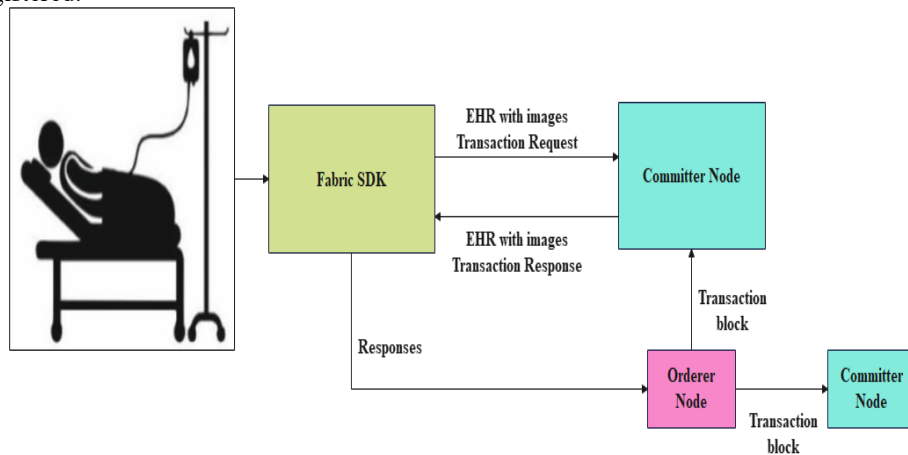 EHR with images
Transaction Request
Fabric SDK
Committer Node
EHR with images
Transaction Response
Transaction
block
Responses
Orderer
Node
Committer
Node
Transaction
block